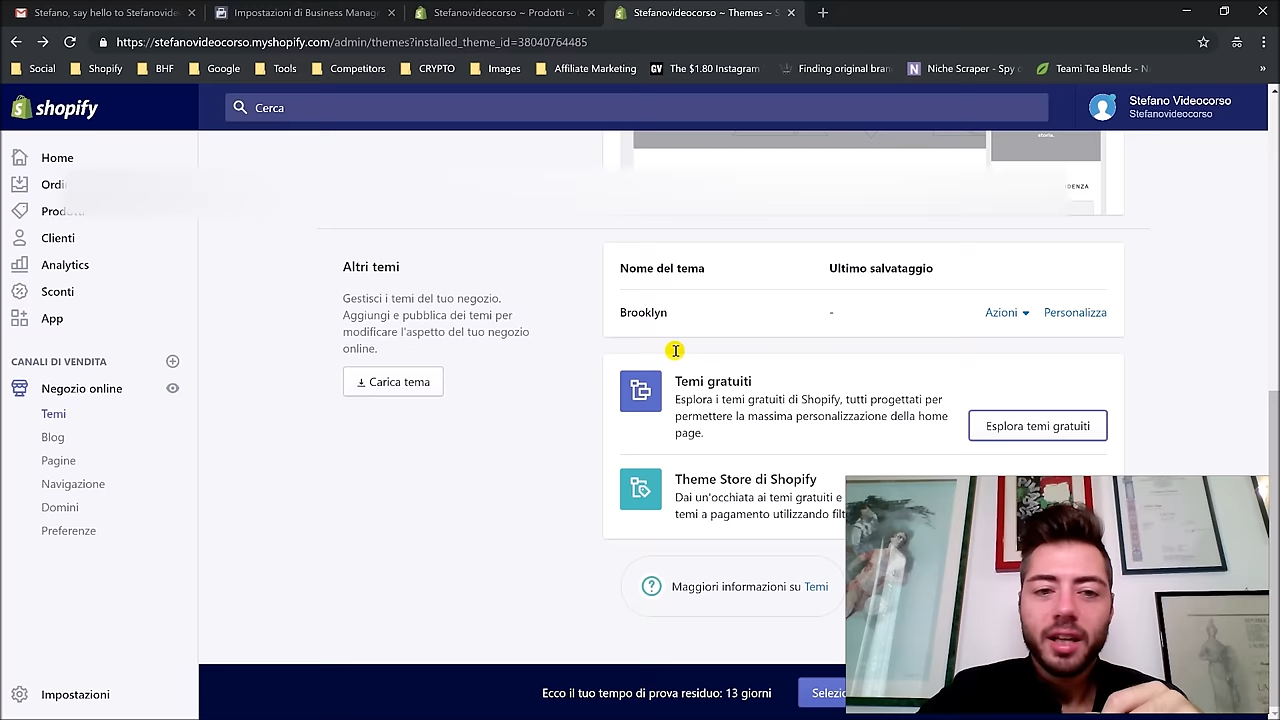 Stefano, say hello to Stefanovide
Impostazioni di Business Manag
Stefanovideocorso ~ Prodotti ~
Stefanovideocorso ~ Themes ~ S
https://stefanovideocorso.myshopify.com/admin/themes?installed_theme_id=38040764485
Social
Shopify
BHF
Google
Tools
Competitors
CRYPTO
Images
Affiliate Marketing
GV The $1.80 Instagram
Finding original bran
N Niche Scraper - Spy
Teami Tea Blends - N
»
shopify
Cerca
Stefano Videocorso
Stefanovideocorso
Home
Ordi
Prodotti
Clienti
Analytics
Sconti
App
CANALI DI VENDITA
Negozio online
Temi
Blog
Pagine
Navigazione
Domini
Preferenze
Impostazioni
storia.
DENZA
Altri temi
Gestisci i temi del tuo negozio.
Aggiungi e pubblica dei temi per
modificare l'aspetto del tuo negozio
online.
Carica tema
Nome del tema
Ultimo salvataggio
Brooklyn
-
Azioni
Personalizza
Temi gratuiti
Esplora i temi gratuiti di Shopify, tutti progettati per
permettere la massima personalizzazione della home
page.
Esplora temi gratuiti
Theme Store di Shopify
Dai un'occhiata ai temi gratuiti e
temi a pagamento utilizzando filt
Maggiori informazioni su Temi
Ecco il tuo tempo di prova residuo: 13 giorni
Selezio